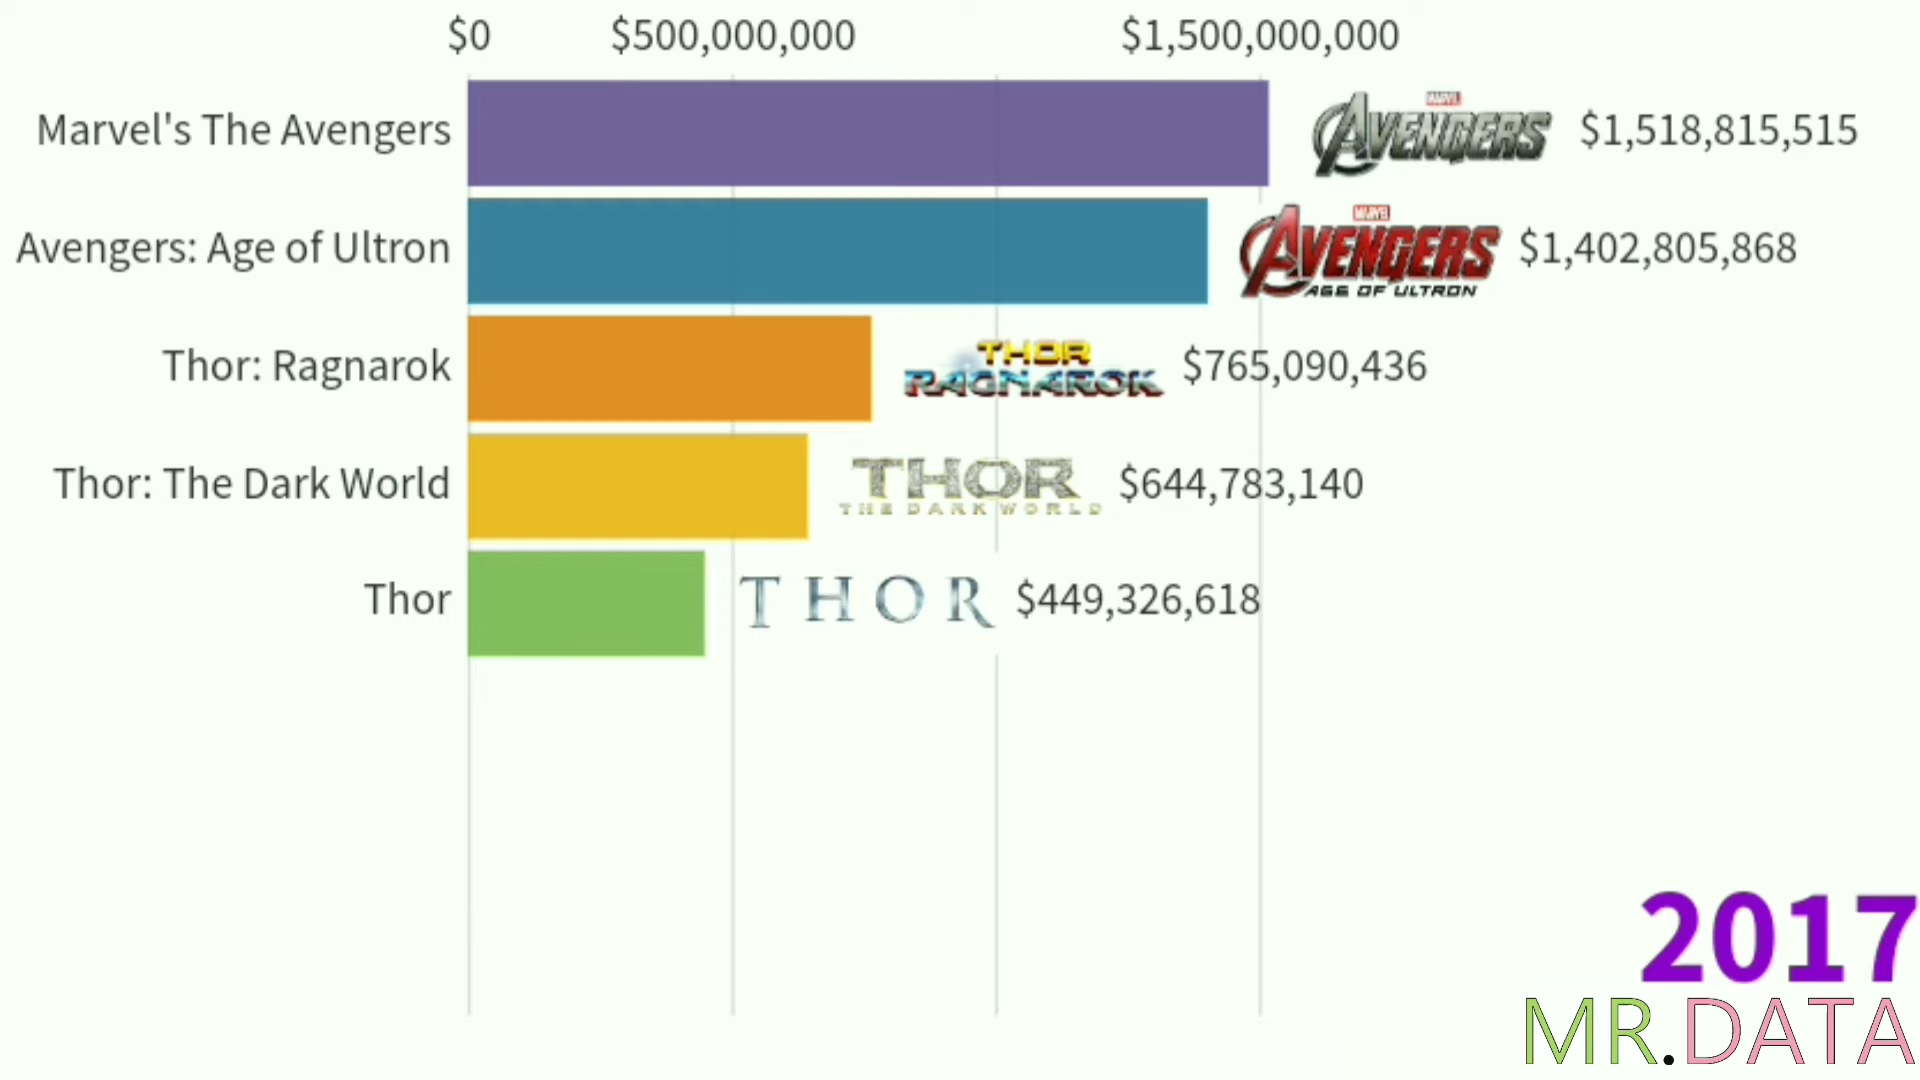 $0 $500,000,000 $1,500,000,000
Marvel's The Avengers MARVEL AVENGERS $1,518,815,515
Avengers: Age of Ultron MARVEL AVENGERS AGE OF ULTRON $1,402,805,868
Thor: Ragnarok THOR RAGNAROK $765,090,436
Thor: The Dark World THOR THE DARK WORLD $644,783,140
Thor THOR $449,326,618
2017
MR.DATA